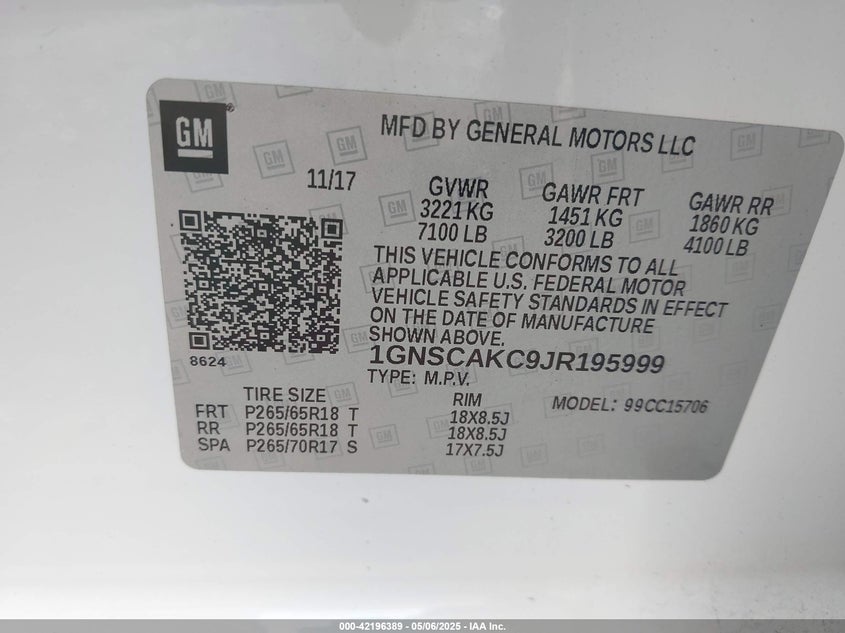 GM
MFD BY GENERAL MOTORS LLC
11/17
GVWR
3221 KG
7100 LB
GAWR FRT
1451 KG
3200 LB
GAWR RR
1860 KG
4100 LB
THIS VEHICLE CONFORMS TO ALL
APPLICABLE U.S. FEDERAL MOTOR
VEHICLE SAFETY STANDARDS IN EFFECT
ON THE DATE OF MANUFACTURE
SHOWN ABOVE.
8624
1GNSCAKC9JR195999
TYPE: M.P.V.
TIRE SIZE RIM
FRT P265/65R18 T 18X8.5J
RR P265/65R18 T 18X8.5J
SPA P265/70R17 S 17X7.5J
MODEL: 99CC15706
000-42196389 - 05/06/2025 - IAA Inc.